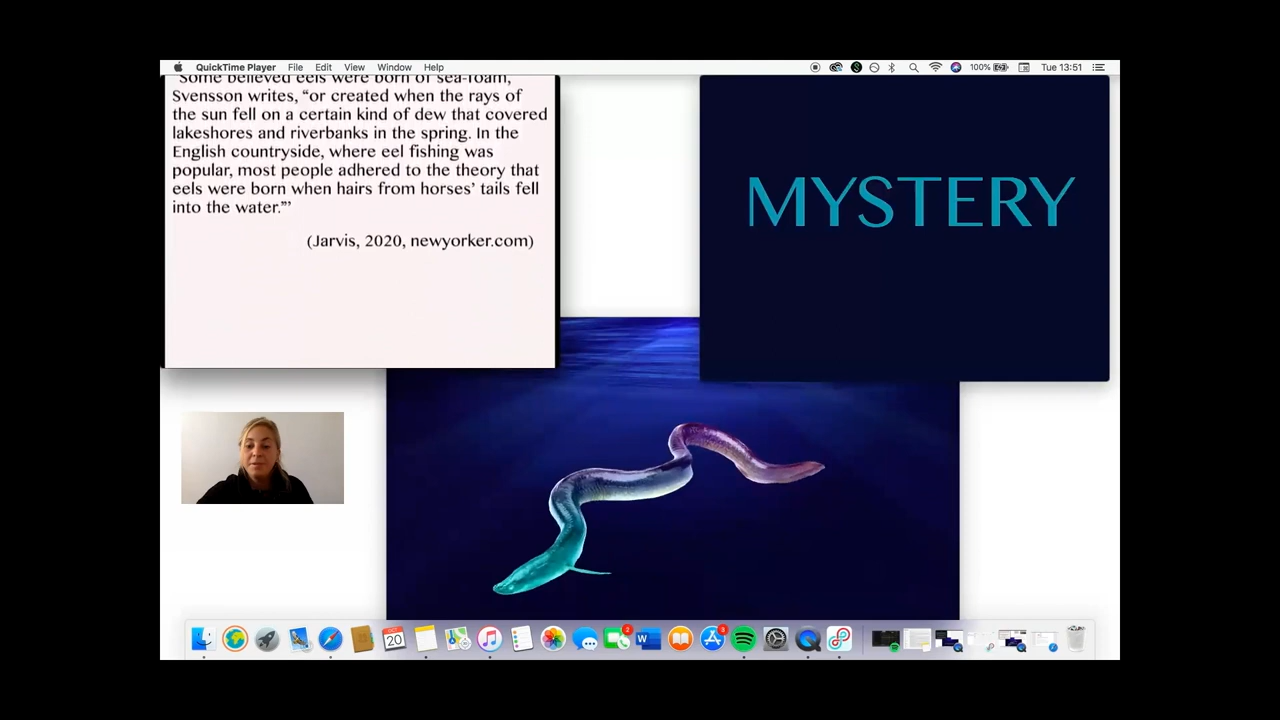 QuickTime Player File Edit View Window Help 100% Tue 13:51
"Some believed eels were born of sea-foam,
Svensson writes, “or created when the rays of
the sun fell on a certain kind of dew that covered
lakeshores and riverbanks in the spring. In the
English countryside, where eel fishing was
popular, most people adhered to the theory that
eels were born when hairs from horses’ tails fell
into the water.”’
(Jarvis, 2020, newyorker.com)
MYSTERY
20
2
W